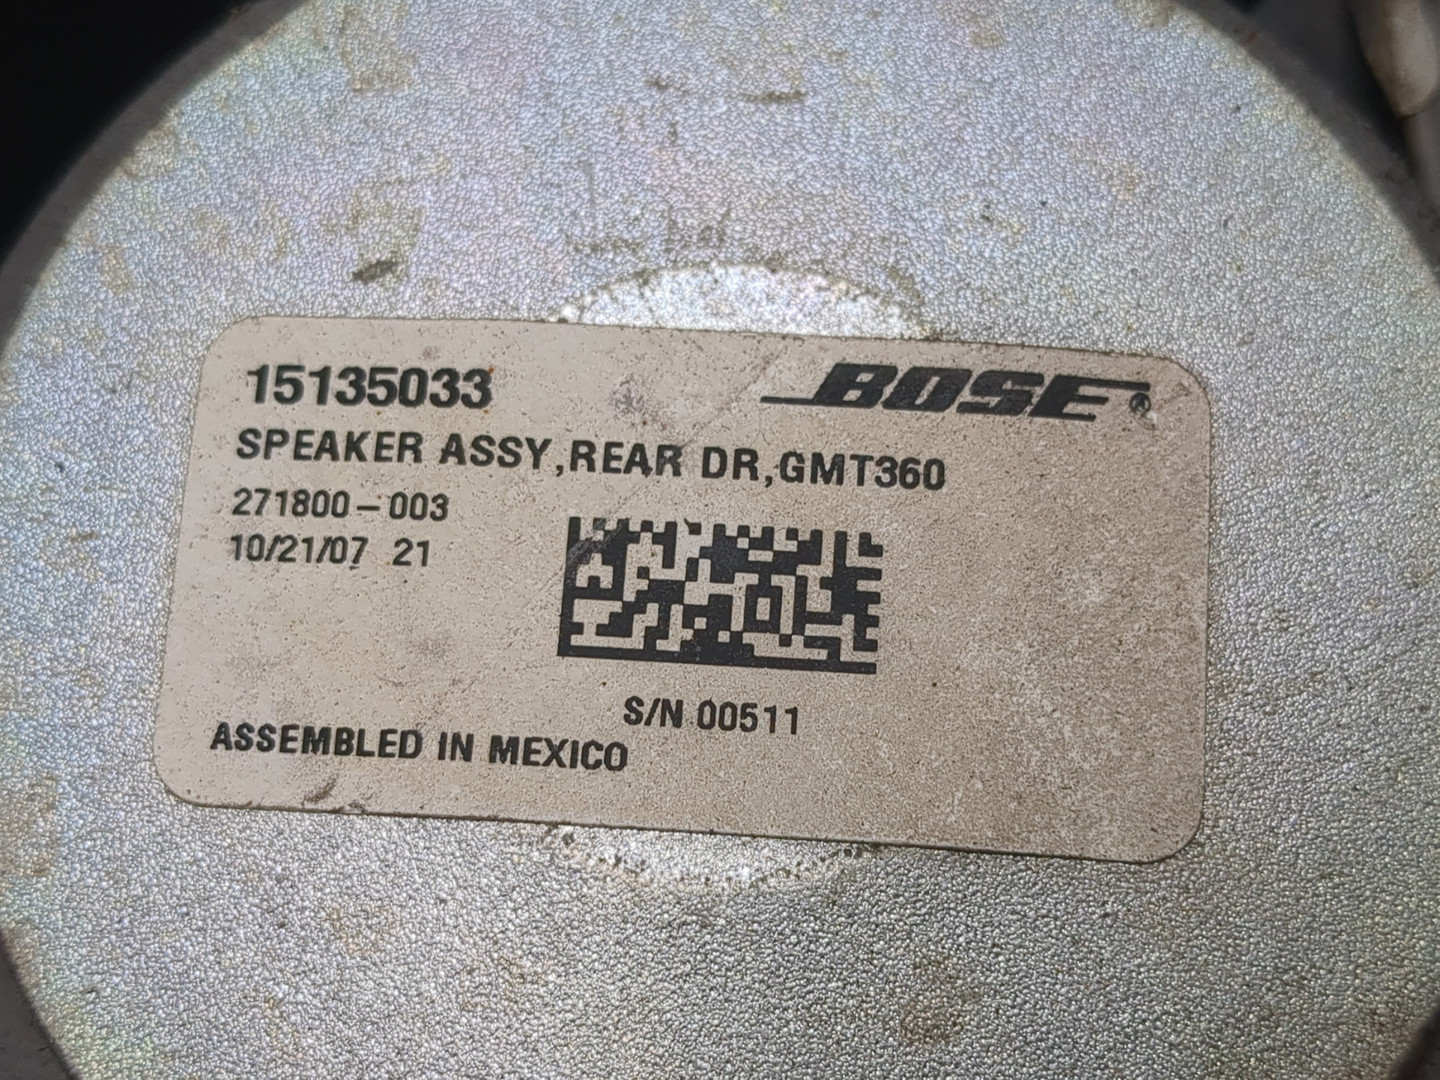 15135033
BOSE®
SPEAKER ASSY,REAR DR,GMT360
271800-003
10/21/07 21
S/N 00511
ASSEMBLED IN MEXICO